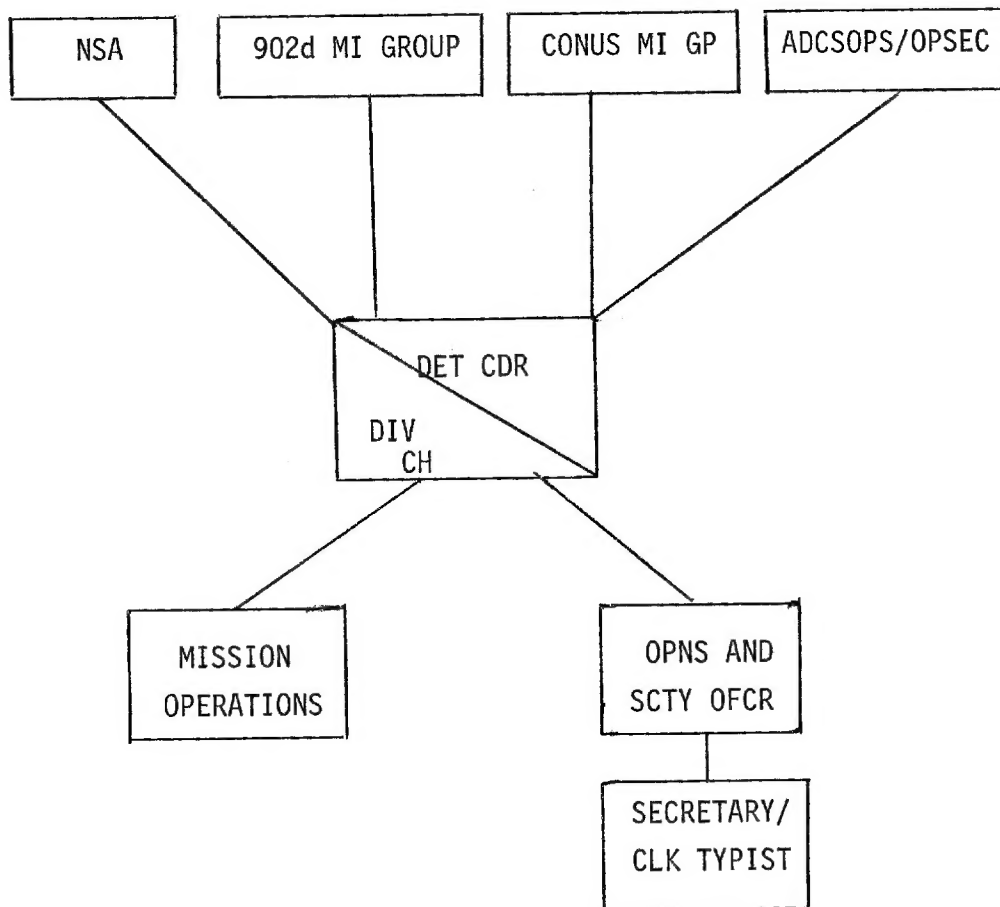 NSA
902d MI GROUP
CONUS MI GP
ADCSOPS/OPSEC
DET CDR
DIV
CH
MISSION
OPERATIONS
OPNS AND
SCTY OFCR
SECRETARY/
CLK TYPIST